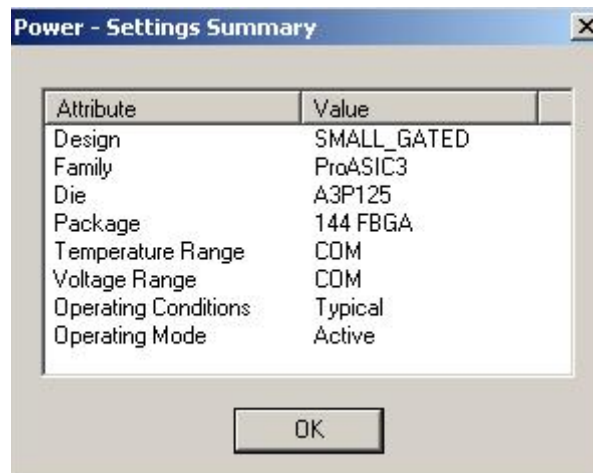 Power - Settings Summary
Attribute Value
Design SMALL_GATED
Family ProASIC3
Die A3P125
Package 144 FBGA
Temperature Range COM
Voltage Range COM
Operating Conditions Typical
Operating Mode Active
OK